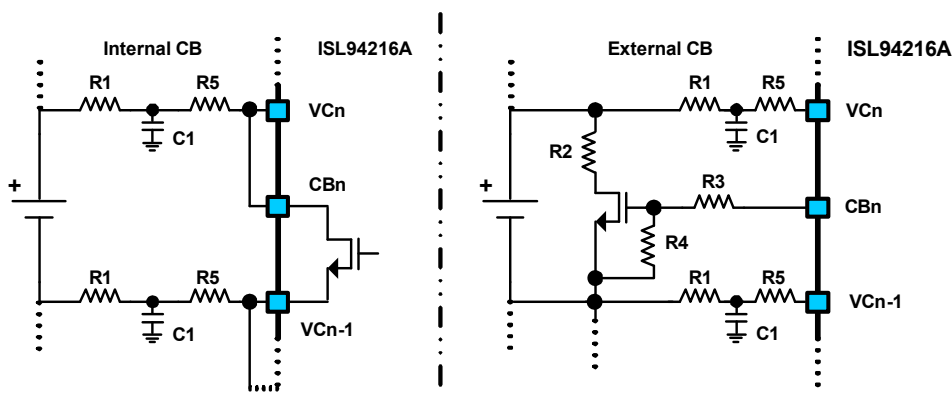 Internal CB
ISL94216A
R1
R5
VCn
C1
+
CBn
R1
R5
C1
VCn-1
External CB
ISL94216A
R1
R5
VCn
R2
C1
+
R3
CBn
R4
R1
R5
C1
VCn-1